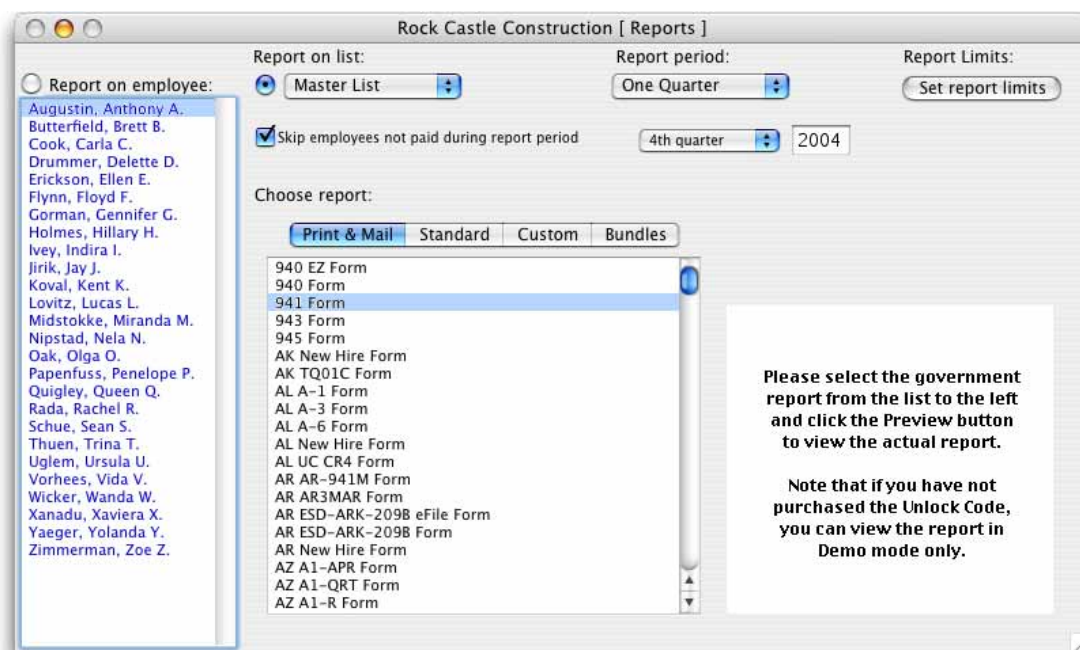 Rock Castle Construction [ Reports ]
Report on employee:
Augustin, Anthony A.
Butterfield, Brett B.
Cook, Carla C.
Drummer, Delette D.
Erickson, Ellen E.
Flynn, Floyd F.
Gorman, Gennifer G.
Holmes, Hillary H.
Ivey, Indira I.
Jirik, Jay J.
Koval, Kent K.
Lovitz, Lucas L.
Midstokke, Miranda M.
Nipstad, Nela N.
Oak, Olga O.
Papenfuss, Penelope P.
Quigley, Queen Q.
Rada, Rachel R.
Schue, Sean S.
Thuen, Trina T.
Uglem, Ursula U.
Vorhees, Vida V.
Wicker, Wanda W.
Xanadu, Xaviera X.
Yaeger, Yolanda Y.
Zimmerman, Zoe Z.
Report on list:
Master List
Report period:
One Quarter
Report Limits:
Set report limits
Skip employees not paid during report period
4th quarter
2004
Choose report:
Print & Mail
Standard
Custom
Bundles
940 EZ Form
940 Form
941 Form
943 Form
945 Form
AK New Hire Form
AK TQ01C Form
AL A-1 Form
AL A-3 Form
AL A-6 Form
AL New Hire Form
AL UC CR4 Form
AR AR-941M Form
AR AR3MAR Form
AR ESD-ARK-209B eFile Form
AR ESD-ARK-209B Form
AR New Hire Form
AZ A1-APR Form
AZ A1-QRT Form
AZ A1-R Form
Please select the government
report from the list to the left
and click the Preview button
to view the actual report.
Note that if you have not
purchased the Unlock Code,
you can view the report in
Demo mode only.